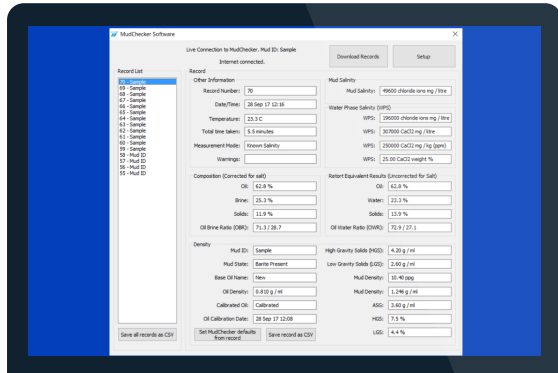 MudChecker Software
Live Connection to MudChecker. Mud ID: Sample
Internet connected.
Download Records
Setup
Record List
70 - Sample
69 - Sample
68 - Sample
67 - Sample
66 - Sample
65 - Sample
64 - Sample
63 - Sample
62 - Sample
61 - Sample
60 - Sample
59 - Sample
58 - Mud ID
57 - Mud ID
56 - Mud ID
55 - Mud ID
Save all records as CSV
Record
Other Information
Record Number: 70
Date/Time: 28 Sep 17 12:16
Temperature: 23.3 C
Total time taken: 5.5 minutes
Measurement Mode: Known Salinity
Warnings:
Mud Salinity
Mud Salinity: 49660 chloride ions mg / litre
Water Phase Salinity (WPS)
WPS: 196000 chloride ions mg / litre
WPS: 307000 CaCl2 mg / litre
WPS: 250000 CaCl2 mg / kg (ppm)
WPS: 25.00 CaCl2 weight %
Composition (Corrected for salt)
Oil: 62.8 %
Brine: 25.3 %
Solids: 11.9 %
Oil Brine Ratio (OBR): 71.3 / 28.7
Retort Equivalent Results (Uncorrected for Salt)
Oil: 62.8 %
Water: 23.3 %
Solids: 13.9 %
Oil Water Ratio (OWR): 72.9 / 27.1
Density
Mud ID: Sample
Mud State: Barite Present
Base Oil Name: New
Oil Density: 0.810 g / ml
Calibrated Oil: Calibrated
Oil Calibration Date: 28 Sep 17 12:08
Set MudChecker defaults
from record
Save record as CSV
High Gravity Solids (HGS): 4.20 g / ml
Low Gravity Solids (LGS): 2.60 g / ml
Mud Density: 10.40 ppg
Mud Density: 1.246 g / ml
ASG: 3.60 g / ml
HGS: 7.5 %
LGS: 4.4 %